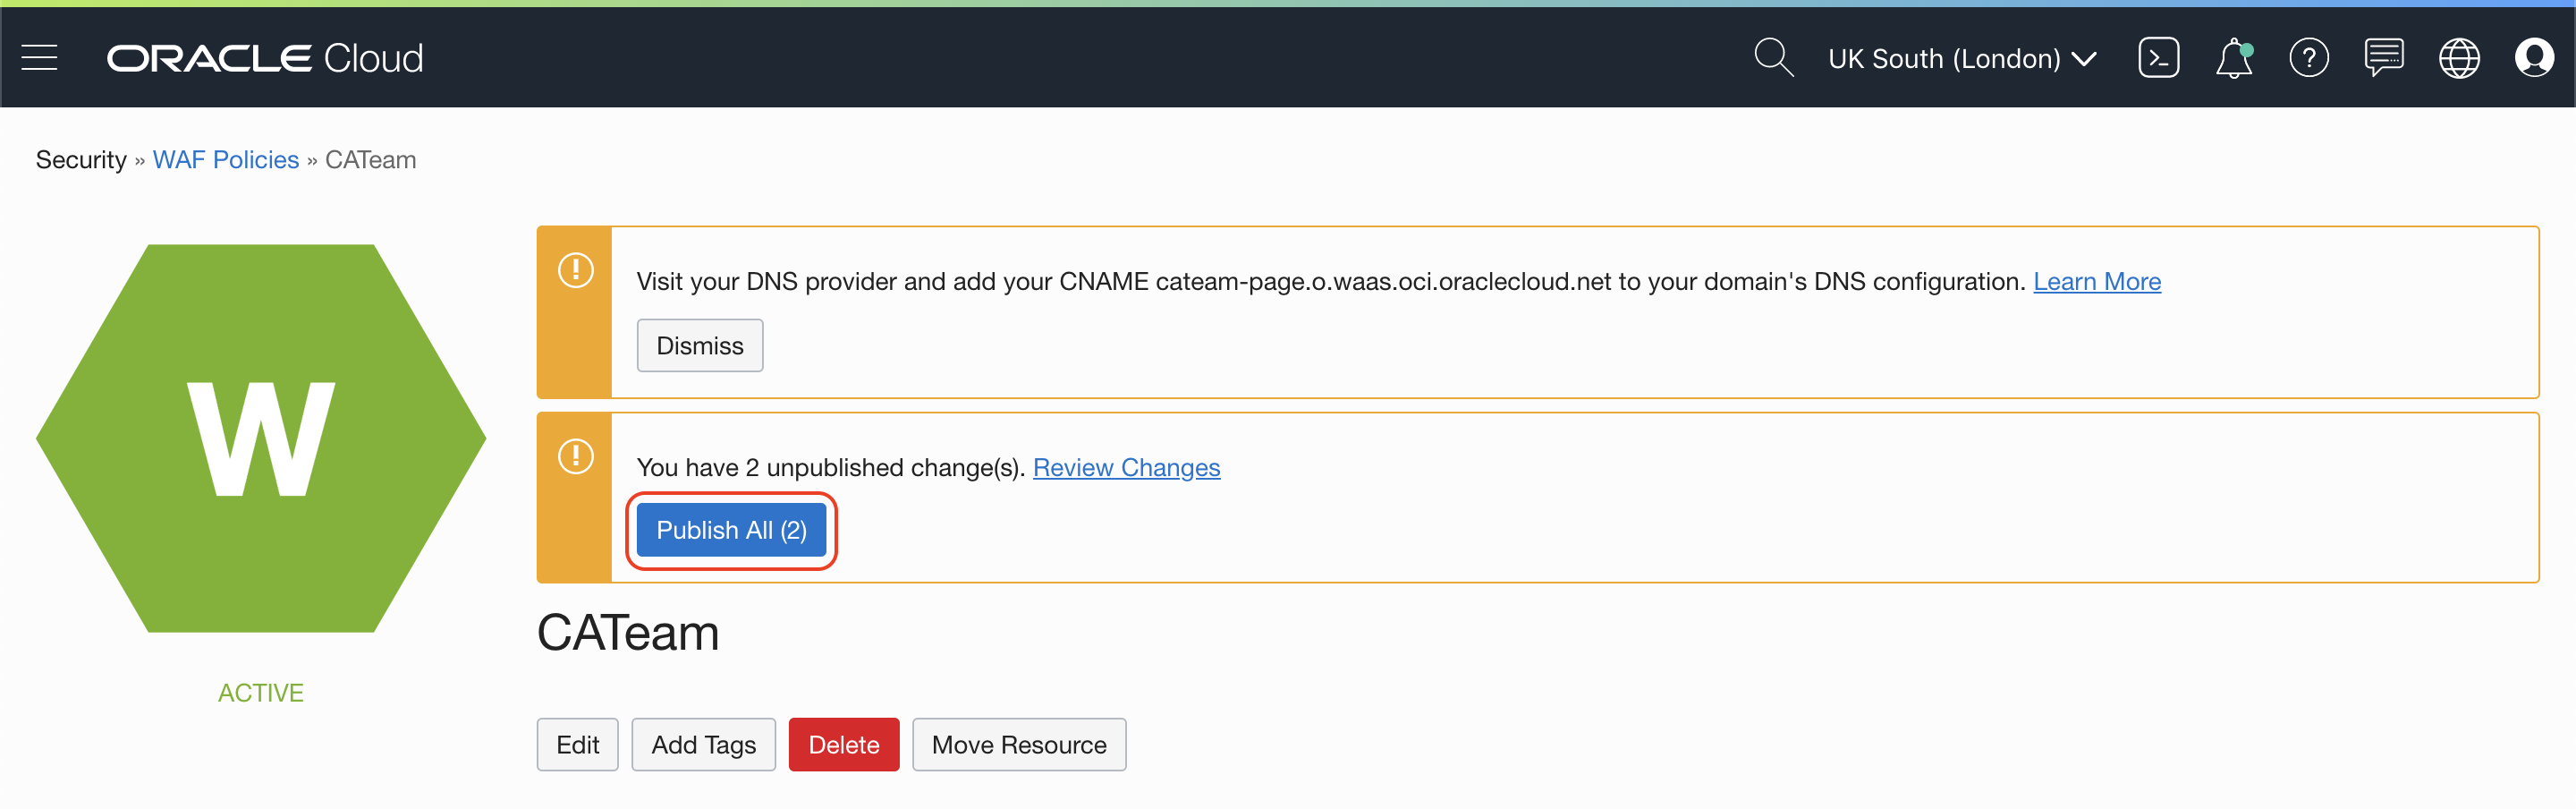 ORACLE Cloud
UK South (London)
Security » WAF Policies » CATeam
Visit your DNS provider and add your CNAME cateam-page.o.waas.oci.oraclecloud.net to your domain's DNS configuration. Learn More
Dismiss
You have 2 unpublished change(s). Review Changes
Publish All (2)
W
ACTIVE
CATeam
Edit Add Tags Delete Move Resource